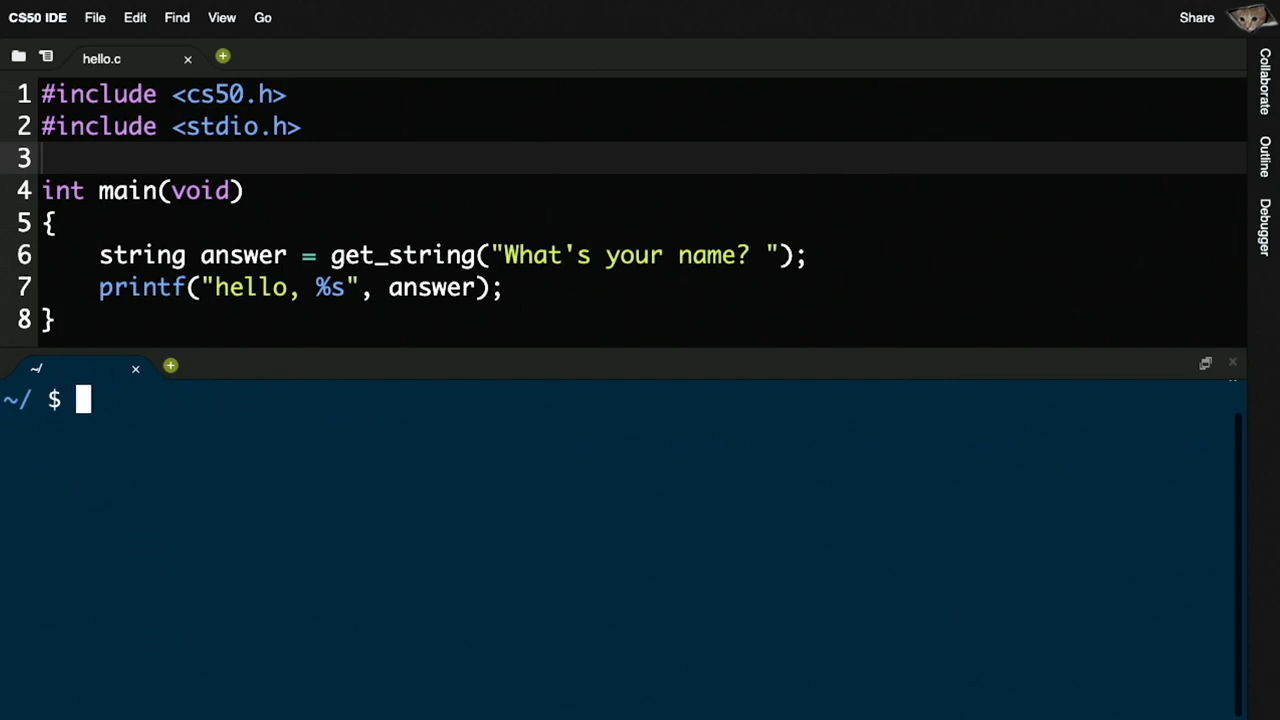 CS50 IDE File Edit Find View Go Share
hello.c
1 #include <cs50.h>
2 #include <stdio.h>
3
4 int main(void)
5 {
6     string answer = get_string("What's your name? ");
7     printf("hello, %s", answer);
8 }
~/
~/ $
Collaborate
Outline
Debugger